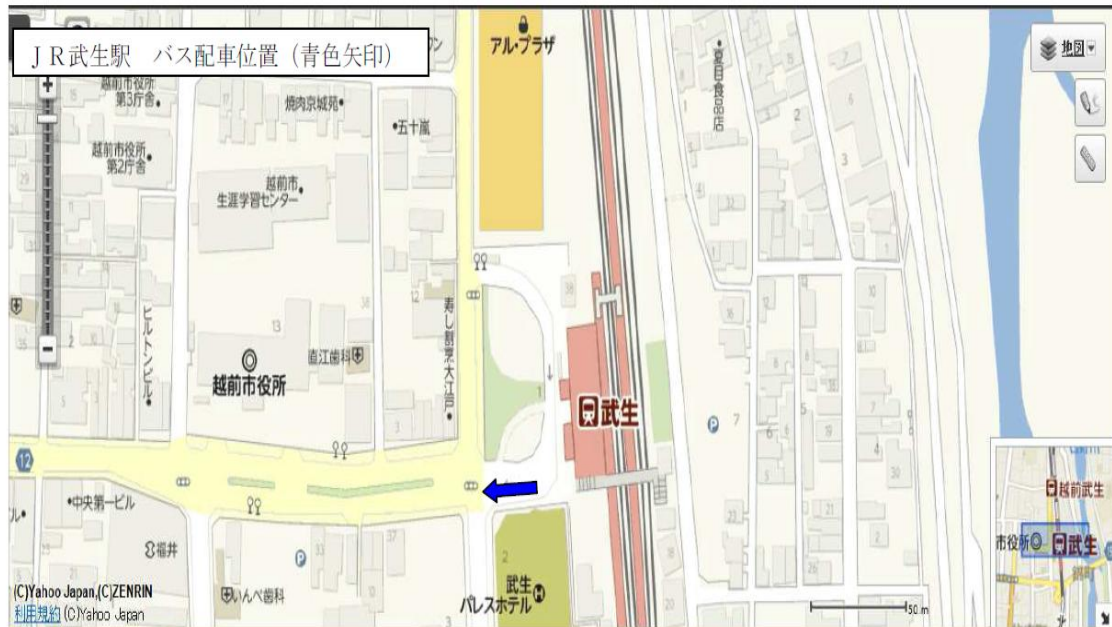 ＪＲ武生駅　バス配車位置（青色矢印）
アル・プラザ
地図
越前市役所
第3庁舎
焼肉京城苑
五十嵐
夏目食品店
越前市役所
第2庁舎
越前市
生涯学習センター
ビルトンビル
寿し割烹大江戸
直江歯科
越前市役所
武生
12
中央第一ビル
福井
いんべ歯科
武生
パレスホテル
50 m
越前武生
市役所
武生
(C)Yahoo Japan,(C)ZENRIN
利用規約 (C)Yahoo Japan